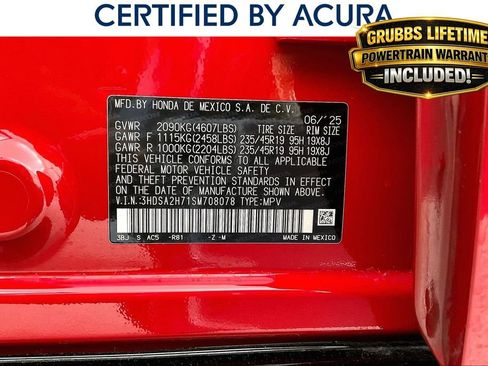 CERTIFIED BY ACURA
GRUBBS LIFETIME
POWERTRAIN WARRANTY
INCLUDED!
MFD. BY HONDA DE MEXICO S.A. DE C.V.
06/'25
GVWR 2090KG(4607LBS) TIRE SIZE RIM SIZE
GAWR F 1115KG(2458LBS) 235/45R19 95H 19X8J
GAWR R 1000KG(2204LBS) 235/45R19 95H 19X8J
THIS VEHICLE CONFORMS TO ALL APPLICABLE
FEDERAL MOTOR VEHICLE SAFETY, BUMPER,
AND THEFT PREVENTION STANDARDS IN EFFECT
ON THE DATE OF MANUFACTURE SHOWN ABOVE.
V.I.N:3HDSA2H71SM708078 TYPE:MPV
3BJ S AC5 -R81 -Z -M MADE IN MEXICO